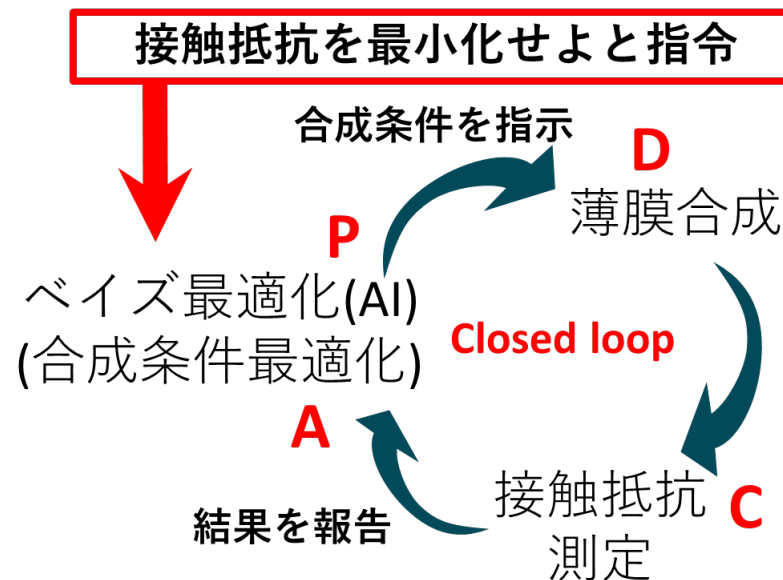 接触抵抗を最小化せよと指令
合成条件を指示
D
薄膜合成
P
ベイズ最適化(AI)
(合成条件最適化)
Closed loop
A
接触抵抗
測定
C
結果を報告